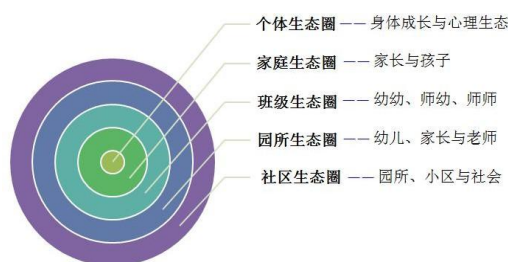 个体生态圈 —— 身体成长与心理生态
家庭生态圈 —— 家长与孩子
班级生态圈 —— 幼幼、师幼、师师
园所生态圈 —— 幼儿、家长与老师
社区生态圈 —— 园所、小区与社会